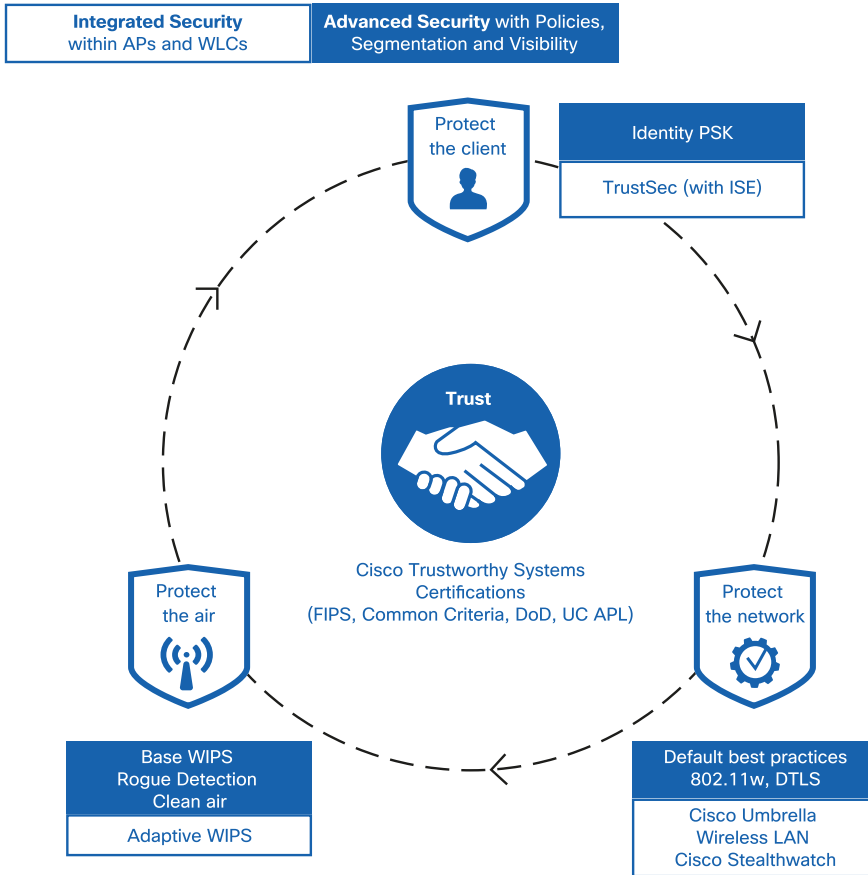 Integrated Security
within APs and WLCs
Advanced Security with Policies,
Segmentation and Visibility
Protect
the client
Identity PSK
TrustSec (with ISE)
Trust
Cisco Trustworthy Systems
Certifications
(FIPS, Common Criteria, DoD, UC APL)
Protect
the air
Base WIPS
Rogue Detection
Clean air
Adaptive WIPS
Protect
the network
Default best practices
802.11w, DTLS
Cisco Umbrella
Wireless LAN
Cisco Stealthwatch